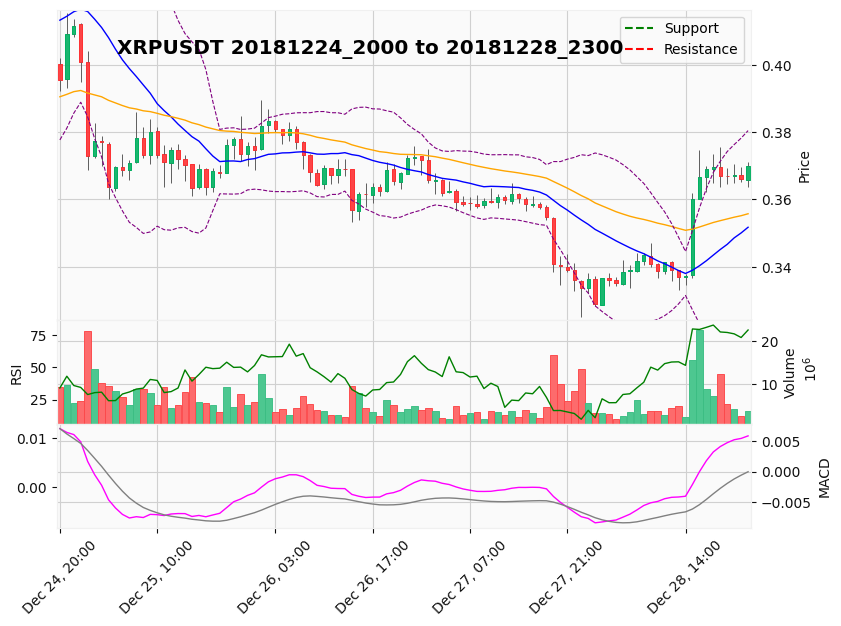 XRPUSDT 20181224_2000 to 20181228_2300
Support
Resistance
0.40
0.38
0.36
0.34
Price
75
50
25
RSI
20
10
Volume
10^6
0.01
0.00
0.005
0.000
−0.005
MACD
Dec 24, 20:00
Dec 25, 10:00
Dec 26, 03:00
Dec 26, 17:00
Dec 27, 07:00
Dec 27, 21:00
Dec 28, 14:00